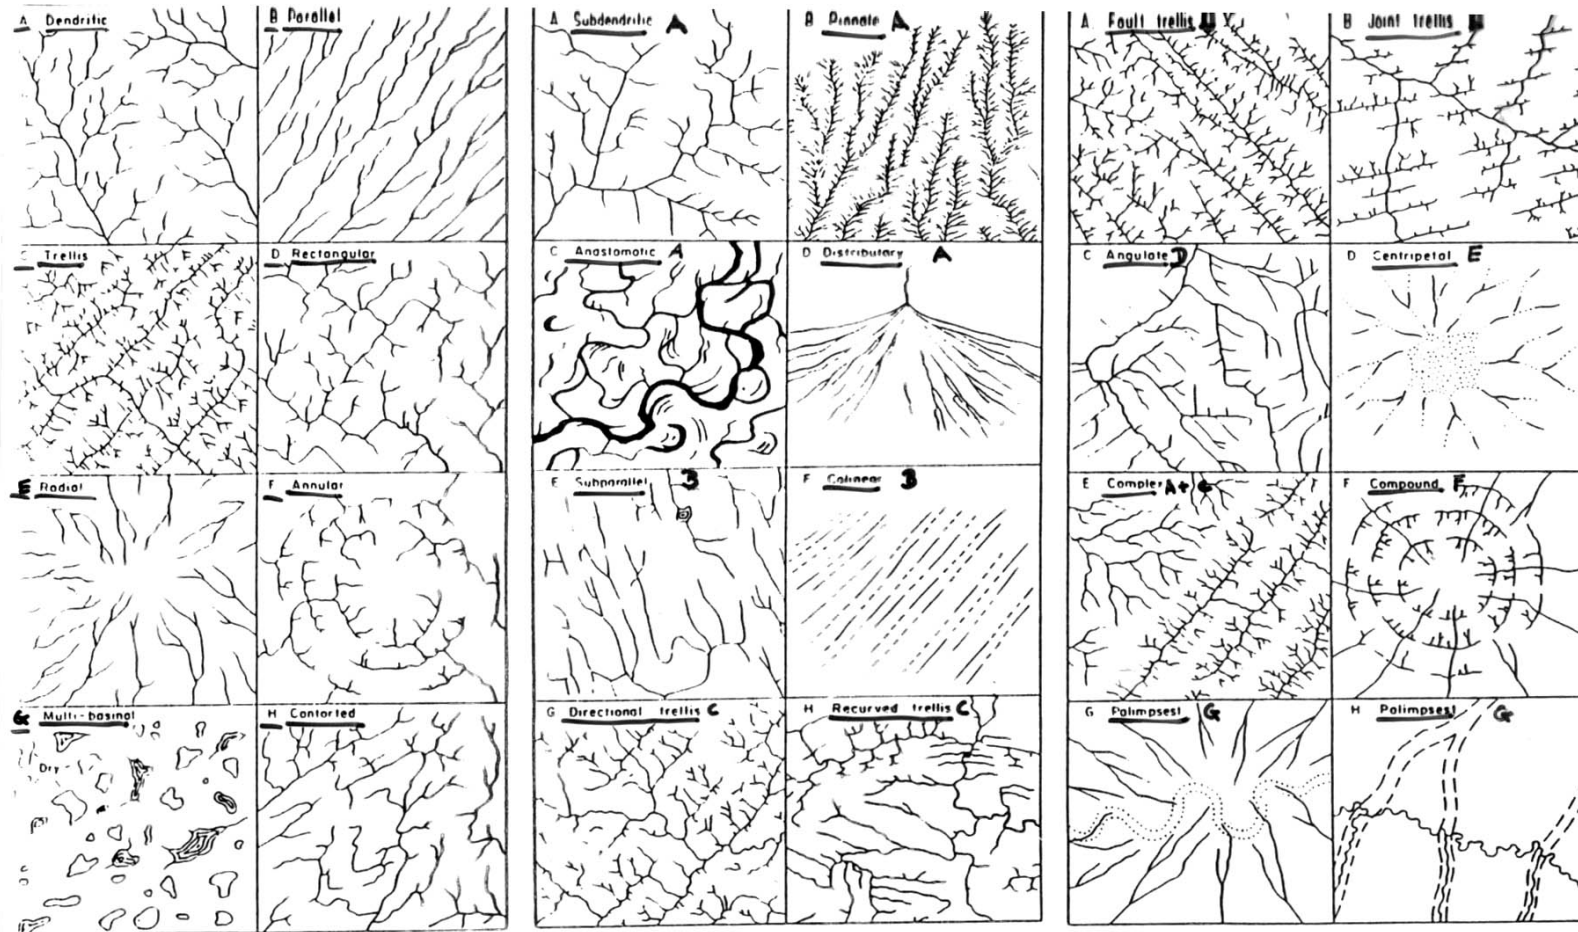 A Dendritic
B Parallel
C Trellis
D Rectangular
E Radial
F Annular
G Multi-basinal
Dry
H Contorted
A Subdendritic A
B Pinnate A
C Anastomotic A
D Distributary A
E Subparallel B
F Colinear B
G Directional trellis C
H Recurved trellis C
A Fault trellis
B Joint trellis
C Angulate D
D Centripetal E
E Complex A + C
F Compound F
G Palimpsest G
H Palimpsest G